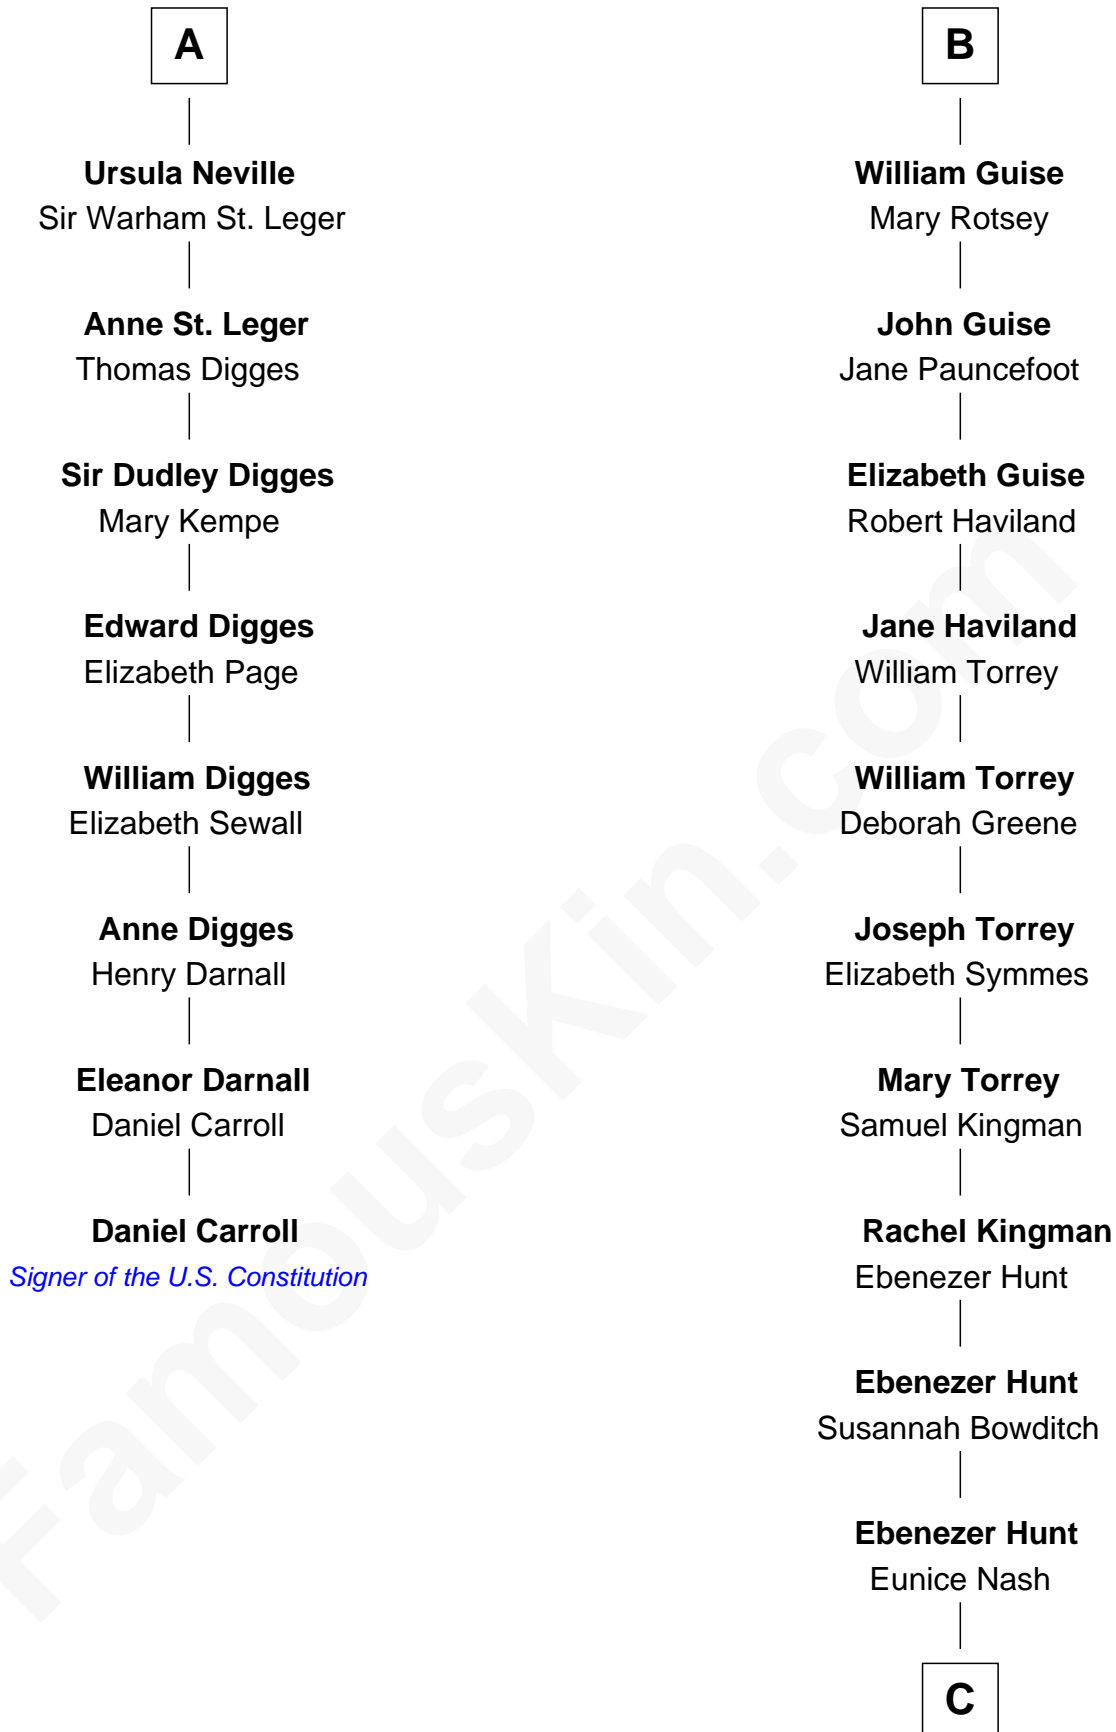 A
Ursula Neville
Sir Warham St. Leger
Anne St. Leger
Thomas Digges
Sir Dudley Digges
Mary Kempe
Edward Digges
Elizabeth Page
William Digges
Elizabeth Sewall
Anne Digges
Henry Darnall
Eleanor Darnall
Daniel Carroll
Daniel Carroll
Signer of the U.S. Constitution
B
William Guise
Mary Rotsey
John Guise
Jane Pauncefoot
Elizabeth Guise
Robert Haviland
Jane Haviland
William Torrey
William Torrey
Deborah Greene
Joseph Torrey
Elizabeth Symmes
Mary Torrey
Samuel Kingman
Rachel Kingman
Ebenezer Hunt
Ebenezer Hunt
Susannah Bowditch
Ebenezer Hunt
Eunice Nash
C
FamousKin.com